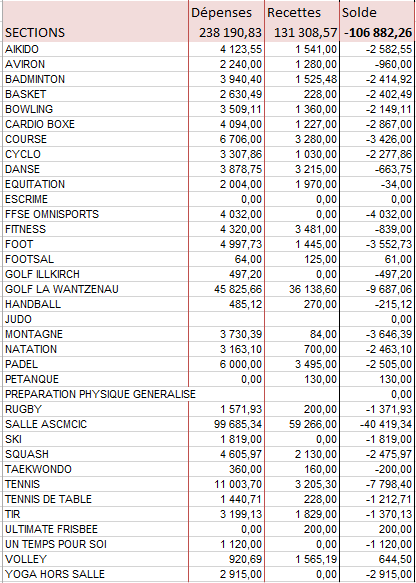 Dépenses Recettes Solde
SECTIONS 238 190,83 131 308,57 -106 882,26
AIKIDO 4 123,55 1 541,00 -2 582,55
AVIRON 2 240,00 1 280,00 -960,00
BADMINTON 3 940,40 1 525,48 -2 414,92
BASKET 2 630,49 228,00 -2 402,49
BOWLING 3 509,11 1 360,00 -2 149,11
CARDIO BOXE 4 094,00 1 227,00 -2 867,00
COURSE 6 706,00 3 280,00 -3 426,00
CYCLO 3 307,86 1 030,00 -2 277,86
DANSE 3 878,75 3 215,00 -663,75
EQUITATION 2 004,00 1 970,00 -34,00
ESCRIME 0,00 0,00 0,00
FFSE OMNISPORTS 4 032,00 0,00 -4 032,00
FITNESS 4 320,00 3 481,00 -839,00
FOOT 4 997,73 1 445,00 -3 552,73
FOOTSAL 64,00 125,00 61,00
GOLF ILLKIRCH 497,20 0,00 -497,20
GOLF LA WANTZENAU 45 825,66 36 138,60 -9 687,06
HANDBALL 485,12 270,00 -215,12
JUDO 0,00
MONTAGNE 3 730,39 84,00 -3 646,39
NATATION 3 163,10 700,00 -2 463,10
PADEL 6 000,00 3 495,00 -2 505,00
PETANQUE 0,00 130,00 130,00
PREPARATION PHYSIQUE GENERALISE 0,00
RUGBY 1 571,93 200,00 -1 371,93
SALLE ASCMCIC 99 685,34 59 266,00 -40 419,34
SKI 1 819,00 0,00 -1 819,00
SQUASH 4 605,97 2 130,00 -2 475,97
TAEKWONDO 360,00 160,00 -200,00
TENNIS 11 003,70 3 205,30 -7 798,40
TENNIS DE TABLE 1 440,71 228,00 -1 212,71
TIR 3 199,13 1 829,00 -1 370,13
ULTIMATE FRISBEE 0,00 200,00 200,00
UN TEMPS POUR SOI 1 120,00 0,00 -1 120,00
VOLLEY 920,69 1 565,19 644,50
YOGA HORS SALLE 2 915,00 0,00 -2 915,00